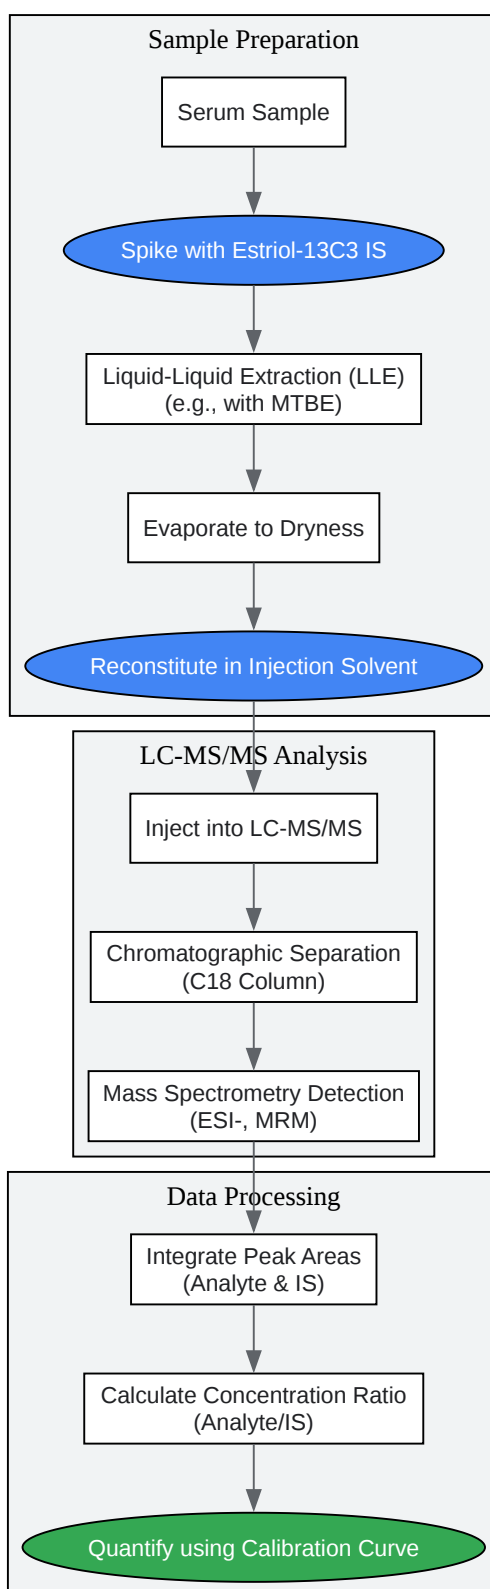 Sample Preparation
Serum Sample
Spike with Estriol-13C3 IS
Liquid-Liquid Extraction (LLE)
(e.g., with MTBE)
Evaporate to Dryness
Reconstitute in Injection Solvent
LC-MS/MS Analysis
Inject into LC-MS/MS
Chromatographic Separation
(C18 Column)
Mass Spectrometry Detection
(ESI-, MRM)
Data Processing
Integrate Peak Areas
(Analyte & IS)
Calculate Concentration Ratio
(Analyte/IS)
Quantify using Calibration Curve